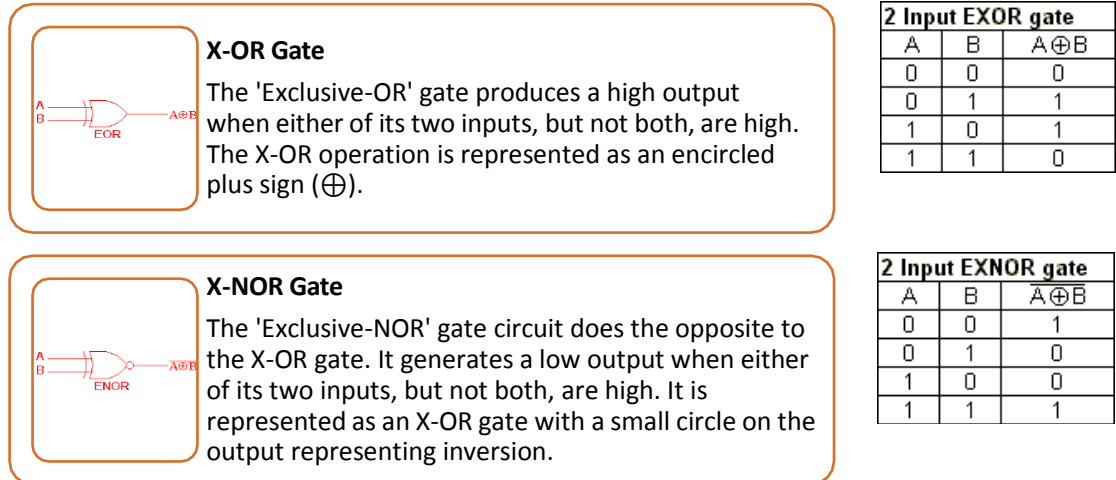 X-OR Gate
The 'Exclusive-OR' gate produces a high output
when either of its two inputs, but not both, are high.
The X-OR operation is represented as an encircled
plus sign (⊕).
A
B
EOR
A⊕B
2 Input EXOR gate
A B A⊕B
0 0 0
0 1 1
1 0 1
1 1 0
X-NOR Gate
The 'Exclusive-NOR' gate circuit does the opposite to
the X-OR gate. It generates a low output when either
of its two inputs, but not both, are high. It is
represented as an X-OR gate with a small circle on the
output representing inversion.
A
B
ENOR
A̅⊕̅B̅
2 Input EXNOR gate
A B A̅⊕̅B̅
0 0 1
0 1 0
1 0 0
1 1 1